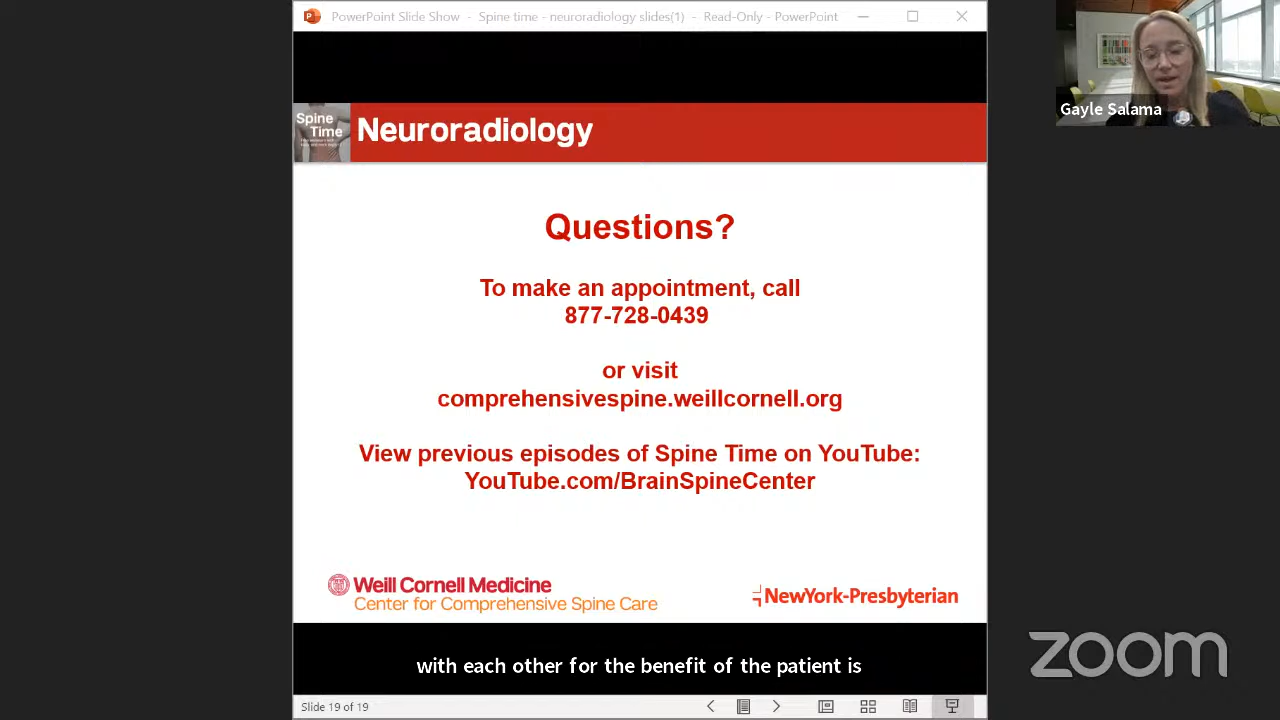 PowerPoint Slide Show - Spine time - neuroradiology slides(1) - Read-Only - PowerPoint
Gayle Salama
Spine
Time
Neuroradiology
Questions?
To make an appointment, call
877-728-0439
or visit
comprehensivespine.weillcornell.org
View previous episodes of Spine Time on YouTube:
YouTube.com/BrainSpineCenter
Weill Cornell Medicine
Center for Comprehensive Spine Care
NewYork-Presbyterian
with each other for the benefit of the patient is
zoom
Slide 19 of 19